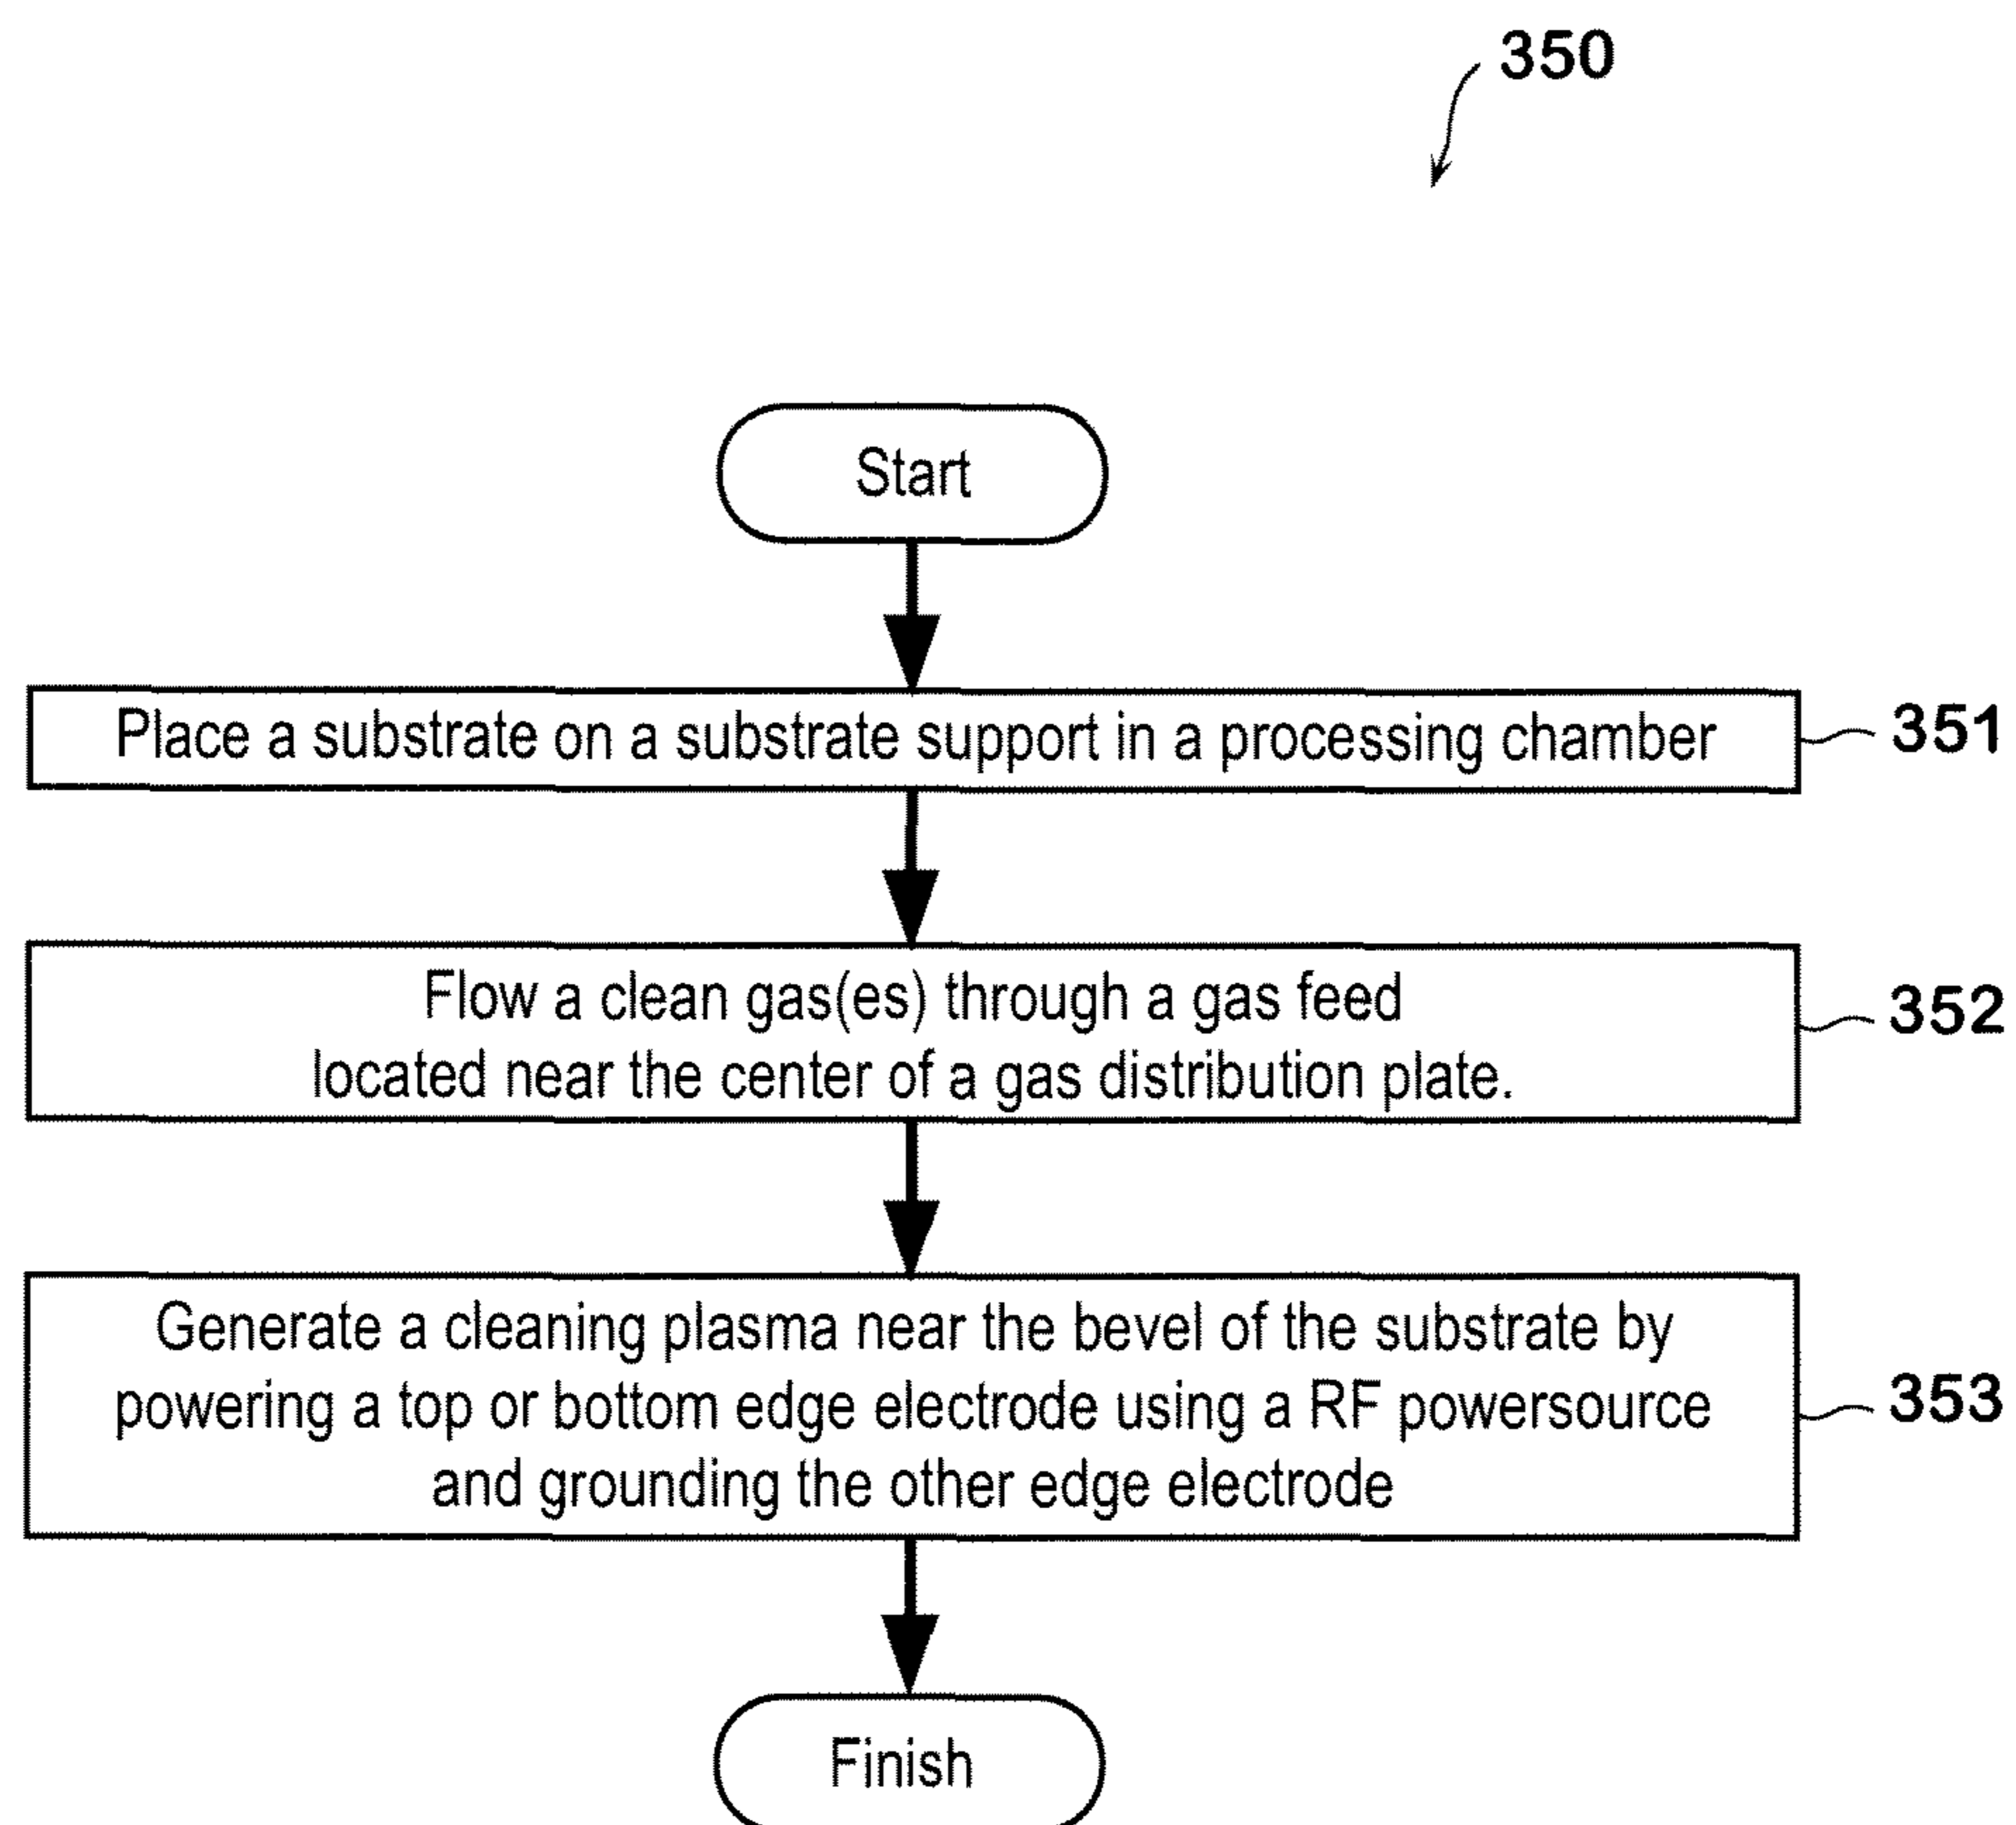 350
Start
Place a substrate on a substrate support in a processing chamber
351
Flow a clean gas(es) through a gas feed
located near the center of a gas distribution plate.
352
Generate a cleaning plasma near the bevel of the substrate by
powering a top or bottom edge electrode using a RF powersource
and grounding the other edge electrode
353
Finish